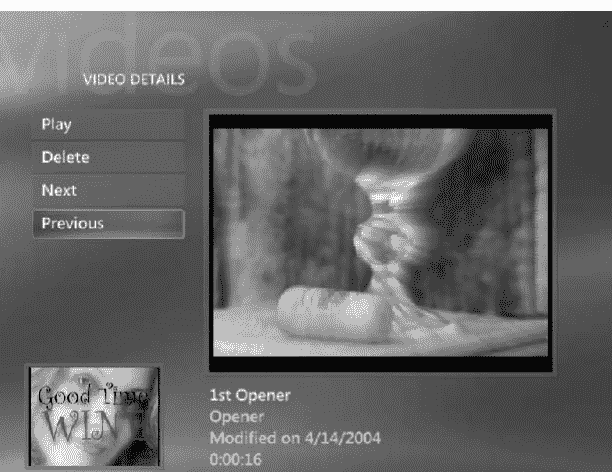 videos
VIDEO DETAILS
Play
Delete
Next
Previous
Good Time
WIN
1st Opener
Opener
Modified on 4/14/2004
0:00:16